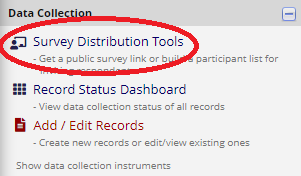 Data Collection
Survey Distribution Tools
- Get a public survey link or build a participant list for
Record Status Dashboard
- View data collection status of all records
Add / Edit Records
- Create new records or edit/view existing ones
Show data collection instruments